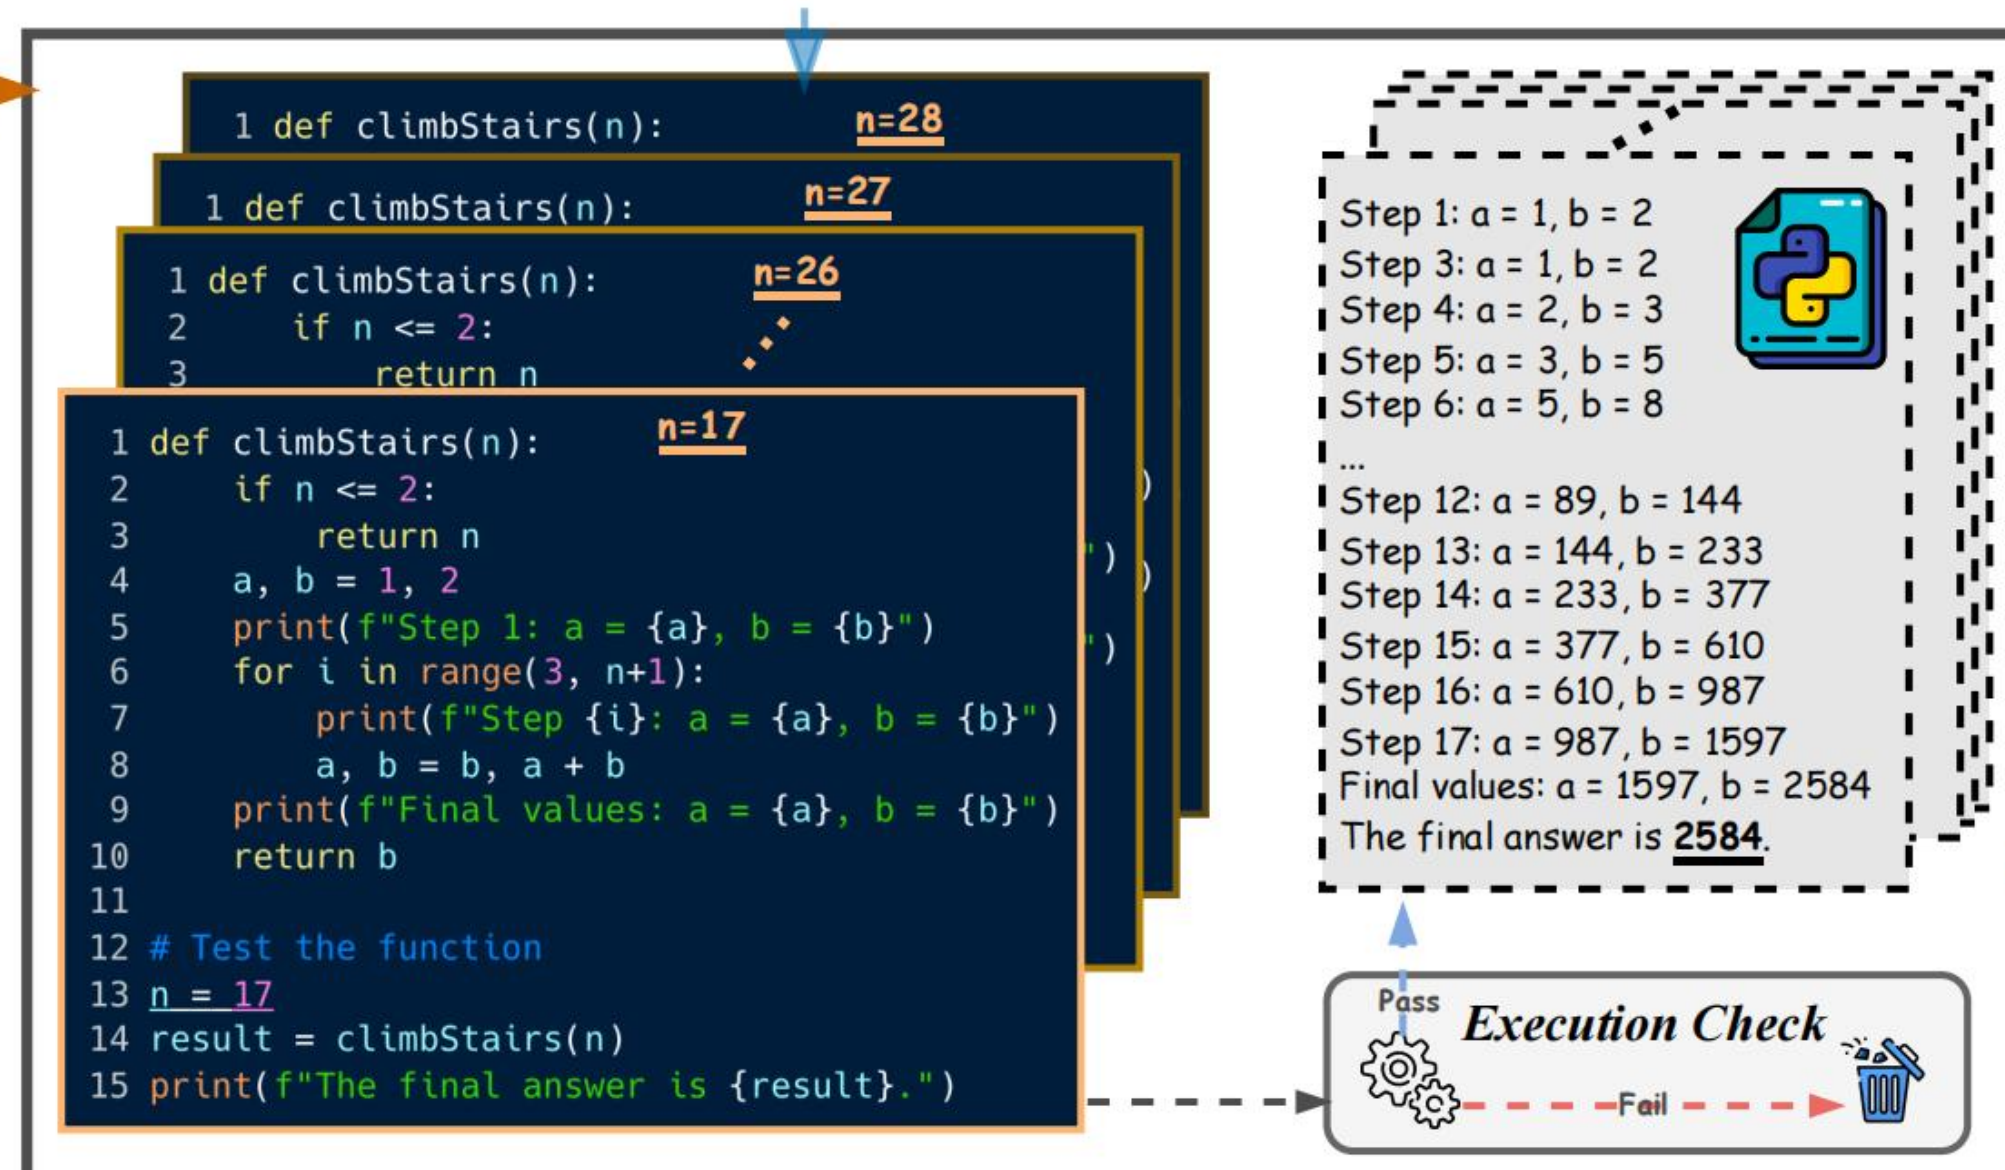 1 def climbStairs(n): n=28
1 def climbStairs(n): n=27
1 def climbStairs(n): n=26
2     if n <= 2:
3         return n
1 def climbStairs(n): n=17
2     if n <= 2:
3         return n
4     a, b = 1, 2
5     print(f"Step 1: a = {a}, b = {b}")
6     for i in range(3, n+1):
7         print(f"Step {i}: a = {a}, b = {b}")
8         a, b = b, a + b
9     print(f"Final values: a = {a}, b = {b}")
10     return b
11
12 # Test the function
13 n = 17
14 result = climbStairs(n)
15 print(f"The final answer is {result}.")
)
")
)
")
Step 1: a = 1, b = 2
Step 3: a = 1, b = 2
Step 4: a = 2, b = 3
Step 5: a = 3, b = 5
Step 6: a = 5, b = 8
...
Step 12: a = 89, b = 144
Step 13: a = 144, b = 233
Step 14: a = 233, b = 377
Step 15: a = 377, b = 610
Step 16: a = 610, b = 987
Step 17: a = 987, b = 1597
Final values: a = 1597, b = 2584
The final answer is 2584.
Pass
Execution Check
Fail